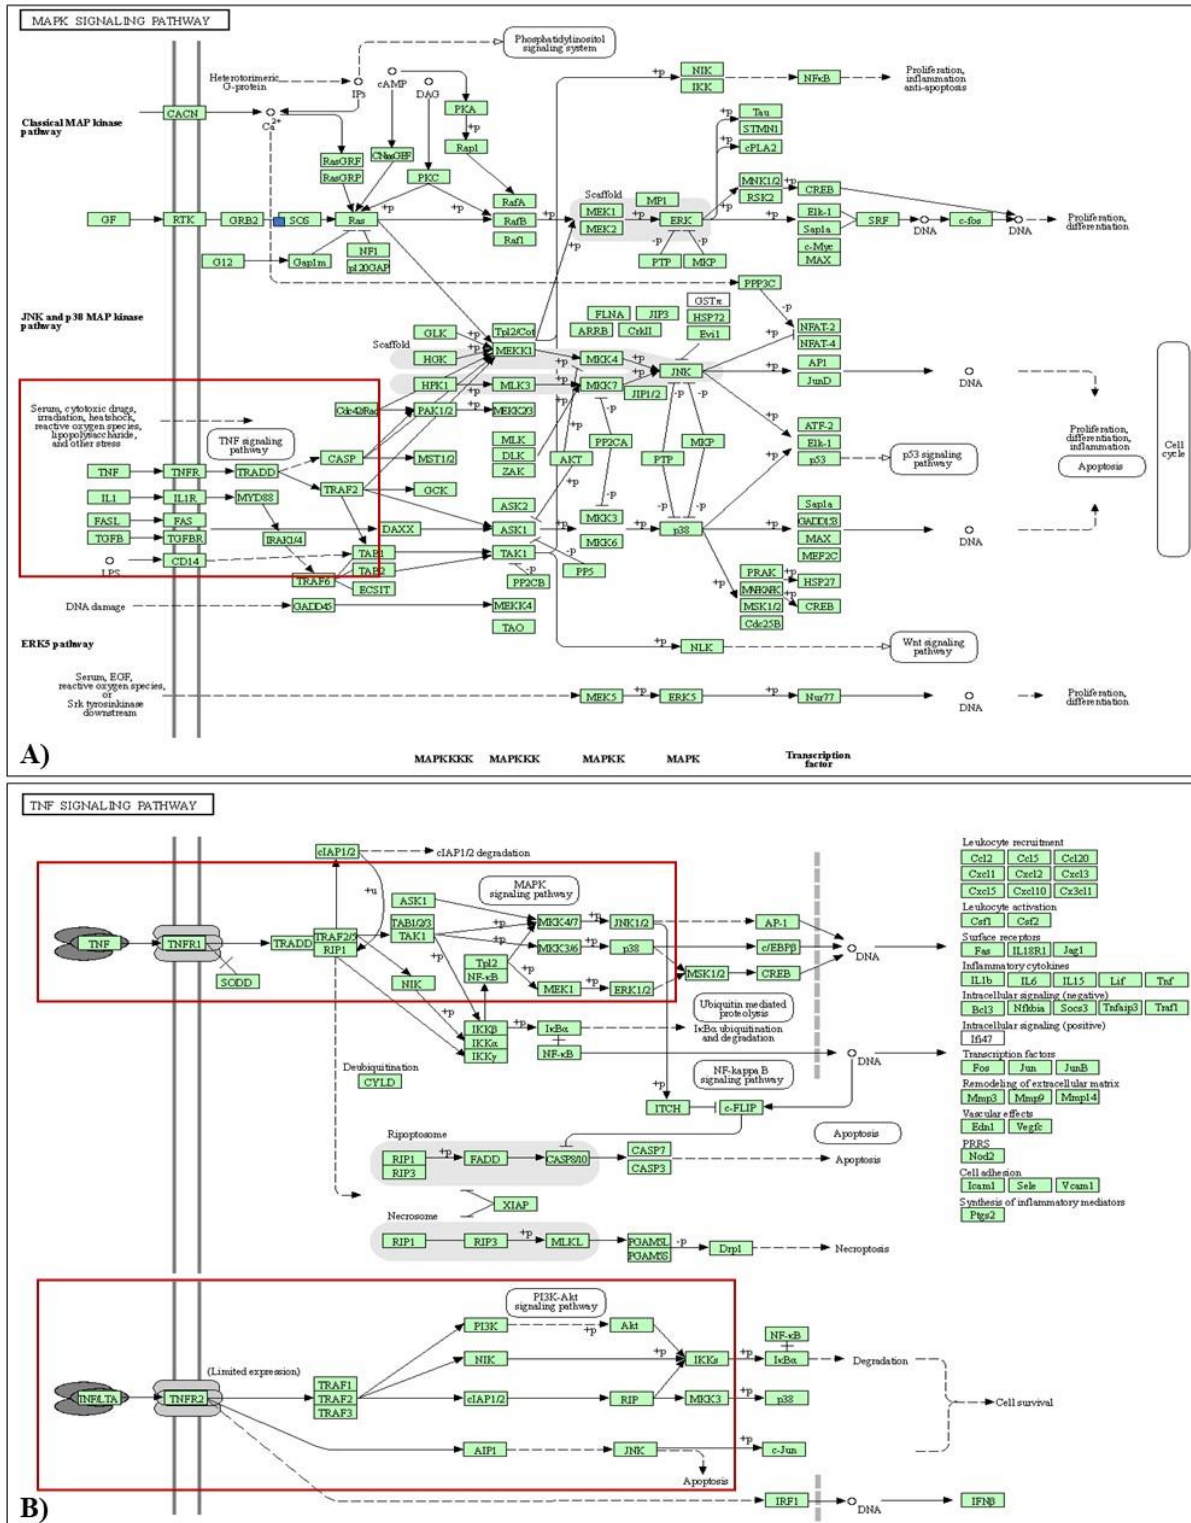 MAPK SIGNALING PATHWAY
Phosphatidylinositol
signaling system
Heterotorimeric
G-protein
IP3
cAMP
DAG
NIK
IKK
+p
NFκB
Proliferation,
inflammation
anti-apoptosis
CACN
Ca2+
PKA
+p
Rap1
Tau
STMN1
cPLA2
Classical MAP kinase
pathway
RasGRF
RasGRP
PKC
RafA
RafB
Raf1
Scaffold
MP1
MEK1
MEK2
ERK
MNK1/2
RSK2
CREB
GF
RTK
GRB2
SOS
Ras
+p
Elk-1
Sap1a
c-Myc
MAX
SRF
DNA
c-fos
DNA
Proliferation,
differentiation
G12
Gap1m
NF1
p120GAP
-p
PTP
MKP
PPP3C
-p
JNK and p38 MAP kinase
pathway
GLK
HGK
HPK1
Scaffold
Tpl2/Cot
MEKK1
MLK3
FLNA
JIP3
ARRB
CrkII
GSTπ
HSP72
Evi1
NFAT-2
NFAT-4
AP1
JunD
DNA
MKK4
MKK7
JNK
JIP1/2
Cell
cycle
Serum, cytotoxic drugs,
irradiation, heatshock,
reactive oxygen species,
lipopolysaccharide,
and other stress
TNF signaling
pathway
Cdc42/Rac
PAK1/2
MEKK2/3
MLK
DLK
ZAK
AKT
PP2CA
PTP
MKP
ATF-2
Elk-1
p53
p53 signaling
pathway
Proliferation,
differentiation,
inflammation
Apoptosis
TNF
TNFR
TRADD
CASP
MST1/2
IL1
IL1R
MYD88
TRAF2
GCK
FASL
FAS
DAXX
ASK2
ASK1
MKK3
MKK6
p38
Sap1a
GADD153
MAX
MEF2C
DNA
TGFB
TGFBR
IRAK1/4
LPS
CD14
TAB1
TAB2
TAK1
PP5
PP2CB
TRAF6
ECSIT
PRAK
MAPKAPK
MSK1/2
Cdc25B
HSP27
CREB
DNA damage
GADD45
MEKK4
TAO
ERK5 pathway
NLK
Wnt signaling
pathway
Serum, EGF,
reactive oxygen species,
or
Srk tyrosinkinase
downstream
MEK5
+p
ERK5
+p
Nur77
DNA
Proliferation,
differentiation
A)
MAPKKKK
MAPKKK
MAPKK
MAPK
Transcription
factor
TNF SIGNALING PATHWAY
cIAP1/2
cIAP1/2 degradation
+u
ASK1
MAPK
signaling pathway
TNF
TNFR1
SODD
TRADD
TRAF2/5
RIP1
TAB1/2/3
TAK1
NIK
Tpl2
NF-κB
MKK4/7
MKK3/6
MEK1
JNK1/2
p38
ERK1/2
MSK1/2
AP-1
c/EBPβ
CREB
DNA
Ubiquitin mediated
proteolysis
IKKβ
IKKα
IKKγ
IκBα
NF-κB
IκBα ubiquitination
and degradation
DNA
Deubiquitination
CYLD
NF-kappa B
signaling pathway
+p
ITCH
c-FLIP
Ripoptosome
RIP1
RIP3
+p
FADD
CASP8/10
CASP7
CASP3
Apoptosis
Apoptosis
XIAP
Necrosome
RIP1
RIP3
+p
MLKL
PGAM5L
PGAM5S
-p
Drp1
Necroptosis
Leukocyte recruitment
Ccl2 Ccl5 Ccl20
Cxcl1 Cxcl2 Cxcl3
Cxcl5 Cxcl10 Cx3cl1
Leukocyte activation
Csf1 Csf2
Surface receptors
Fas IL18R1 Jag1
Inflammatory cytokines
IL1b IL6 IL15 Lif Tnf
Intracellular signaling (negative)
Bcl3 Nfkbia Socs3 Tnfaip3 Traf1
Intracellular signaling (positive)
Ifi47
Transcription factors
Fos Jun JunB
Remodeling of extracellular matrix
Mmp3 Mmp9 Mmp14
Vascular effects
Edn1 Vegfc
PRRS
Nod2
Cell adhesion
Icam1 Sele Vcam1
Synthesis of inflammatory mediators
Ptgs2
PI3K-Akt
signaling pathway
PI3K
+p
Akt
NIK
+p
IKKs
+p
NF-κB
IκBα
Degradation
(Limited expression)
TNF/LTA
TNFR2
TRAF1
TRAF2
TRAF3
cIAP1/2
RIP
MKK3
+p
p38
Cell survival
AIP1
JNK
+p
c-Jun
Apoptosis
IRF1
DNA
IFNβ
B)